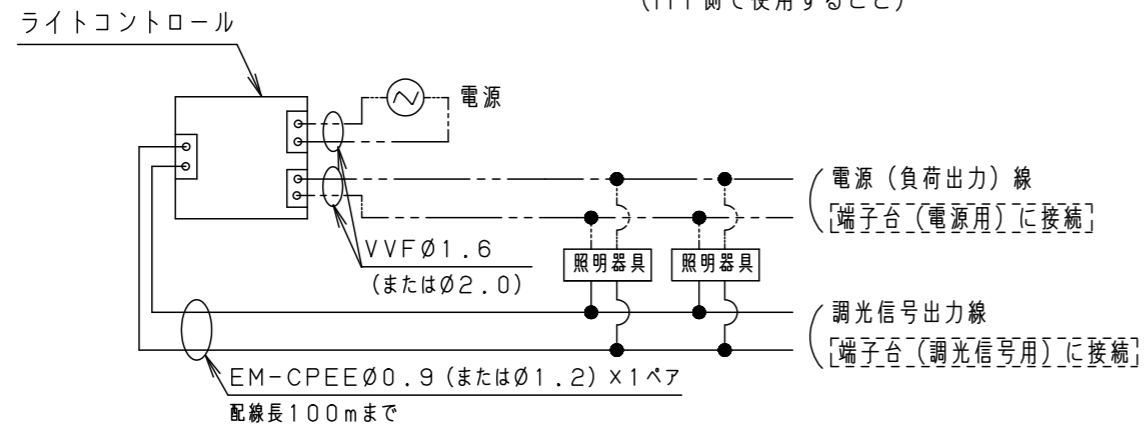 ライトコントロール
電源
電源（負荷出力）線
端子台（電源用）に接続
VVFØ1.6
（またはØ2.0）
照明器具
照明器具
調光信号出力線
端子台（調光信号用）に接続
EM-CPEEØ0.9（またはØ1.2）×1ペア
配線長100mまで